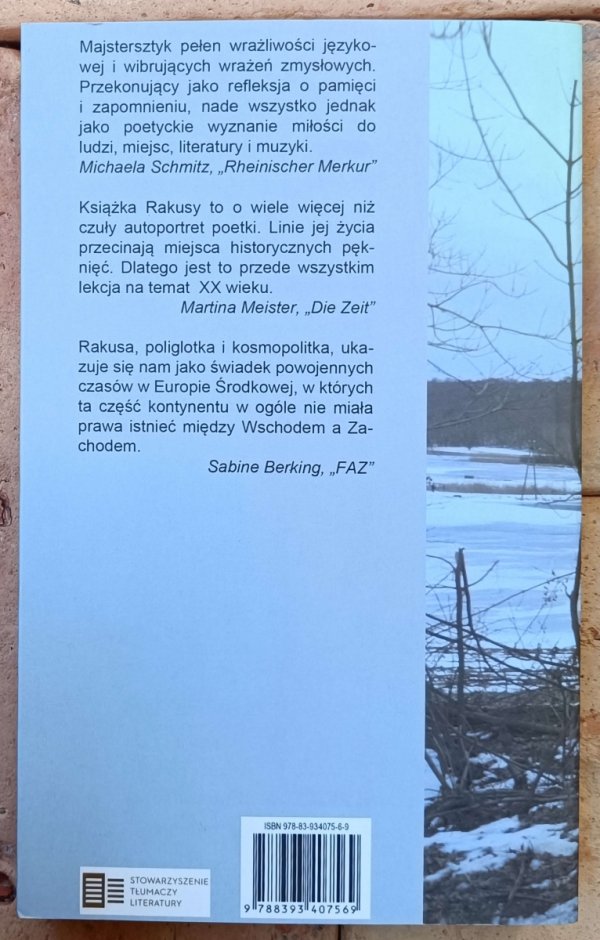 Majstersztyk pełen wrażliwości języko-
wej i wibrujących wrażeń zmysłowych.
Przekonujący jako refleksja o pamięci
i zapomnieniu, nade wszystko jednak
jako poetyckie wyznanie miłości do
ludzi, miejsc, literatury i muzyki.
Michaela Schmitz, „Rheinischer Merkur”
Książka Rakusy to o wiele więcej niż
czuły autoportret poetki. Linie jej życia
przecinają miejsca historycznych pęk-
nięć. Dlatego jest to przede wszystkim
lekcja na temat XX wieku.
Martina Meister, „Die Zeit”
Rakusa, poliglotka i kosmopolitka, uka-
zuje się nam jako świadek powojennych
czasów w Europie Środkowej, w których
ta część kontynentu w ogóle nie miała
prawa istnieć między Wschodem a Za-
chodem.
Sabine Berking, „FAZ”
ISBN 978-83-934075-6-9
9 788393 407569
STOWARZYSZENIE
TŁUMACZY
LITERATURY